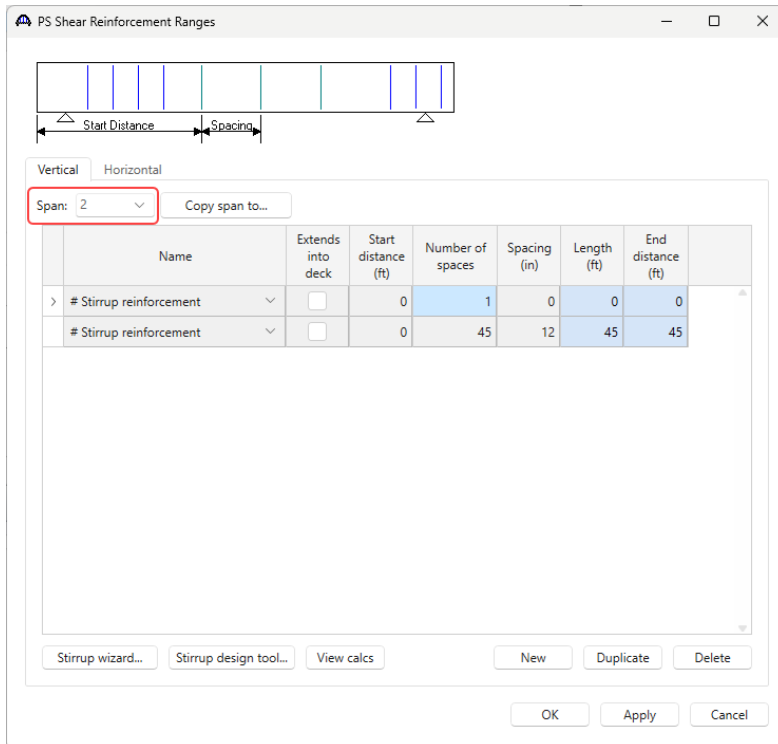 PS Shear Reinforcement Ranges
Start Distance Spacing
Vertical Horizontal
Span: 2 Copy span to...
Name Extends into deck Start distance (ft) Number of spaces Spacing (in) Length (ft) End distance (ft)
# Stirrup reinforcement 0 1 0 0 0
# Stirrup reinforcement 0 45 12 45 45
Stirrup wizard... Stirrup design tool... View calcs New Duplicate Delete
OK Apply Cancel